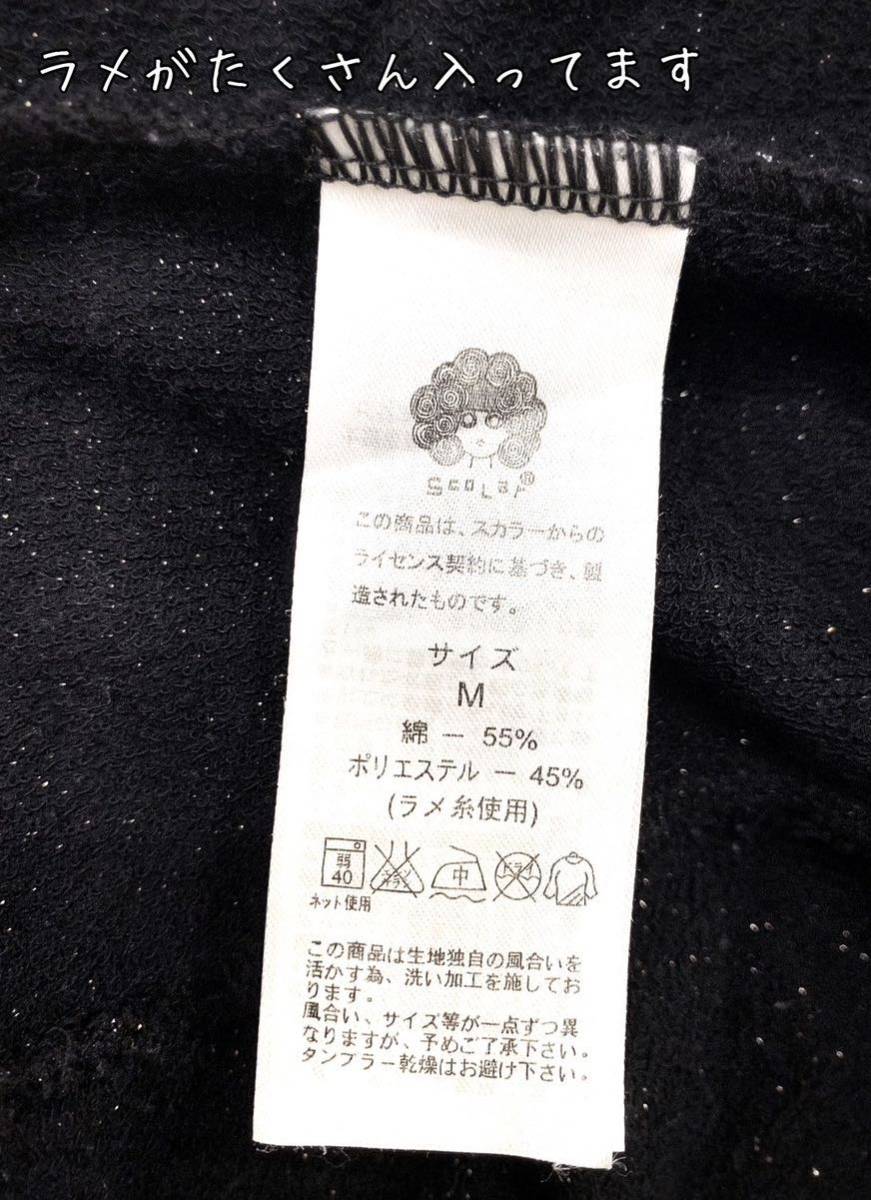 ラメがたくさん入ってます
ScoLar®
この商品は、スカラーからの
ライセンス契約に基づき、製
造されたものです。
サイズ
M
綿 － 55%
ポリエステル － 45%
(ラメ糸使用)
弱
40
中
ドライ
ネット使用
この商品は生地独自の風合いを
活かす為、洗い加工を施してお
ります。
風合い、サイズ等が一点ずつ異
なりますが、予めご了承下さい。
タンブラー乾燥はお避け下さい。